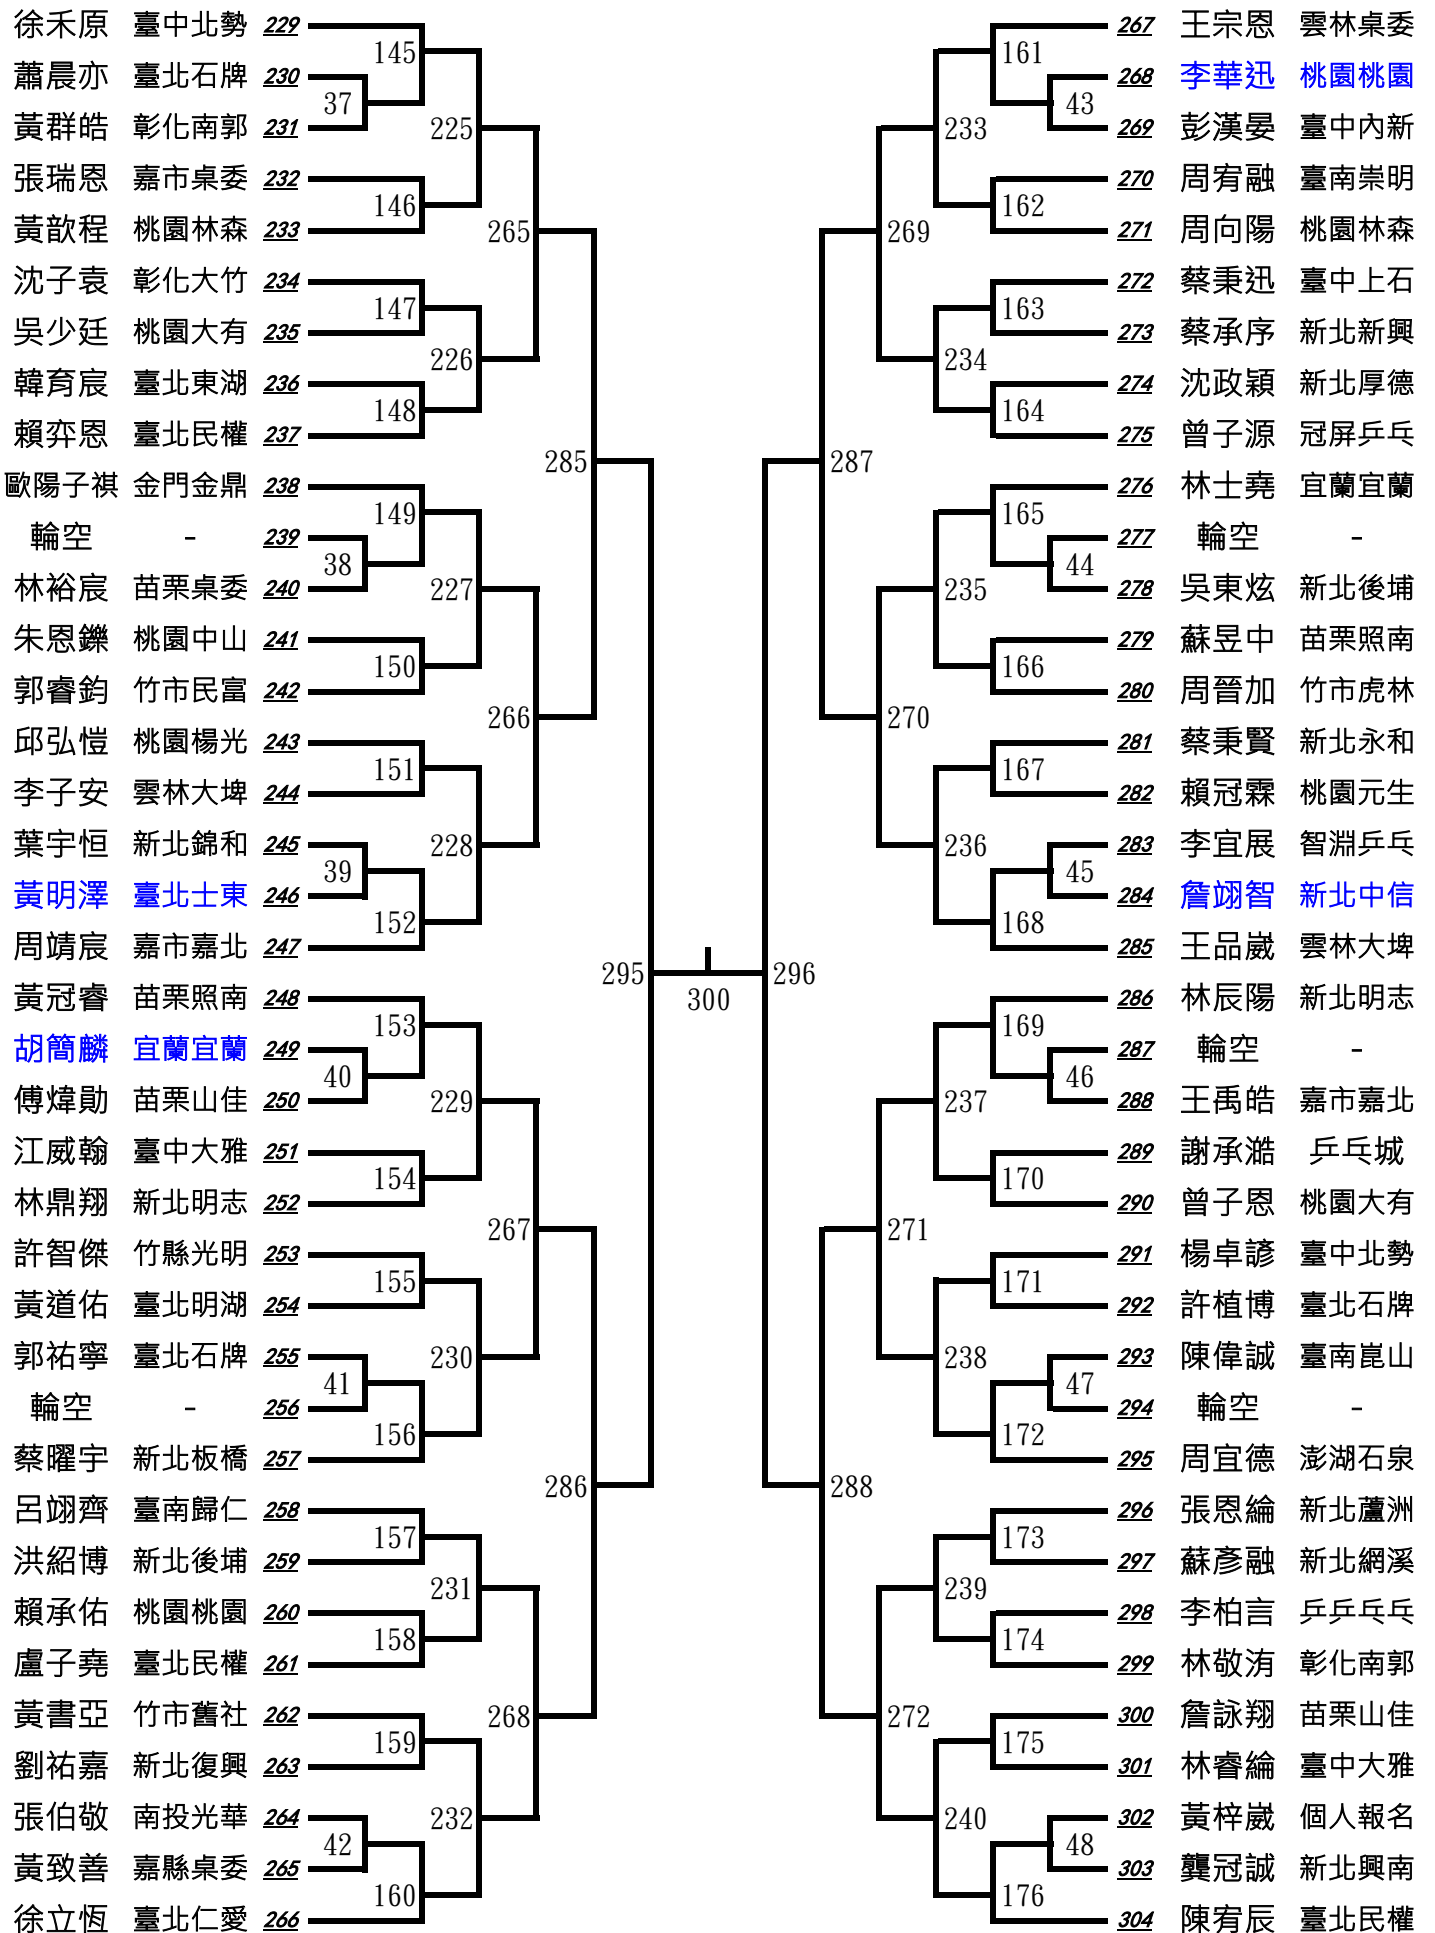 徐禾原 臺中北勢 229 267 王宗恩 雲林桌委
145 161
蕭晨亦 臺北石牌 230 268 李華迅 桃園桃園
37 43
黃群皓 彰化南郭 231 225 233 269 彭漢晏 臺中內新
張瑞恩 嘉市桌委 232 270 周宥融 臺南崇明
146 162
黃歆程 桃園林森 233 265 269 271 周向陽 桃園林森
沈子袁 彰化大竹 234 272 蔡秉迅 臺中上石
147 163
吳少廷 桃園大有 235 273 蔡承序 新北新興
226 234
韓育宸 臺北東湖 236 274 沈政穎 新北厚德
148 164
賴弈恩 臺北民權 237 275 曾子源 冠屏乒乓
285 287
歐陽子祺 金門金鼎 238 276 林士堯 宜蘭宜蘭
149 165
輪空 - 239 277 輪空 -
38 44
林裕宸 苗栗桌委 240 227 235 278 吳東炫 新北後埔
朱恩鑠 桃園中山 241 279 蘇昱中 苗栗照南
150 166
郭睿鈞 竹市民富 242 280 周晉加 竹市虎林
266 270
邱弘愷 桃園楊光 243 281 蔡秉賢 新北永和
151 167
李子安 雲林大埤 244 282 賴冠霖 桃園元生
葉宇恒 新北錦和 245 228 236 283 李宜展 智淵乒乓
39 45
黃明澤 臺北士東 246 284 詹翊智 新北中信
152 168
周靖宸 嘉市嘉北 247 285 王品崴 雲林大埤
295 296
黃冠睿 苗栗照南 248 300 286 林辰陽 新北明志
153 169
胡簡麟 宜蘭宜蘭 249 287 輪空 -
40 46
傅煒勛 苗栗山佳 250 229 237 288 王禹皓 嘉市嘉北
江威翰 臺中大雅 251 289 謝承澔 乒乓城
154 170
林鼎翔 新北明志 252 290 曾子恩 桃園大有
267 271
許智傑 竹縣光明 253 291 楊卓諺 臺中北勢
155 171
黃道佑 臺北明湖 254 292 許植博 臺北石牌
郭祐寧 臺北石牌 255 230 238 293 陳偉誠 臺南崑山
41 47
輪空 - 256 294 輪空 -
156 172
蔡曜宇 新北板橋 257 295 周宜德 澎湖石泉
286 288
呂翊齊 臺南歸仁 258 296 張恩綸 新北蘆洲
157 173
洪紹博 新北後埔 259 297 蘇彥融 新北網溪
231 239
賴承佑 桃園桃園 260 298 李柏言 乒乒乓乓
158 174
盧子堯 臺北民權 261 299 林敬洧 彰化南郭
黃書亞 竹市舊社 262 268 272 300 詹詠翔 苗栗山佳
159 175
劉祐嘉 新北復興 263 301 林睿綸 臺中大雅
張伯敬 南投光華 264 232 240 302 黃梓崴 個人報名
42 48
黃致善 嘉縣桌委 265 303 龔冠誠 新北興南
160 176
徐立恆 臺北仁愛 266 304 陳宥辰 臺北民權